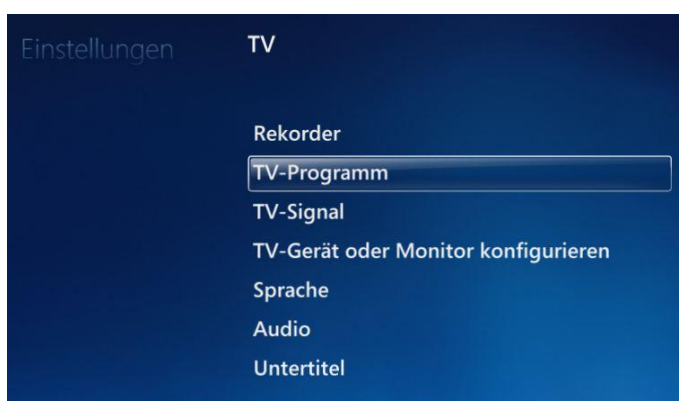 Einstellungen
TV
Rekorder
TV-Programm
TV-Signal
TV-Gerät oder Monitor konfigurieren
Sprache
Audio
Untertitel